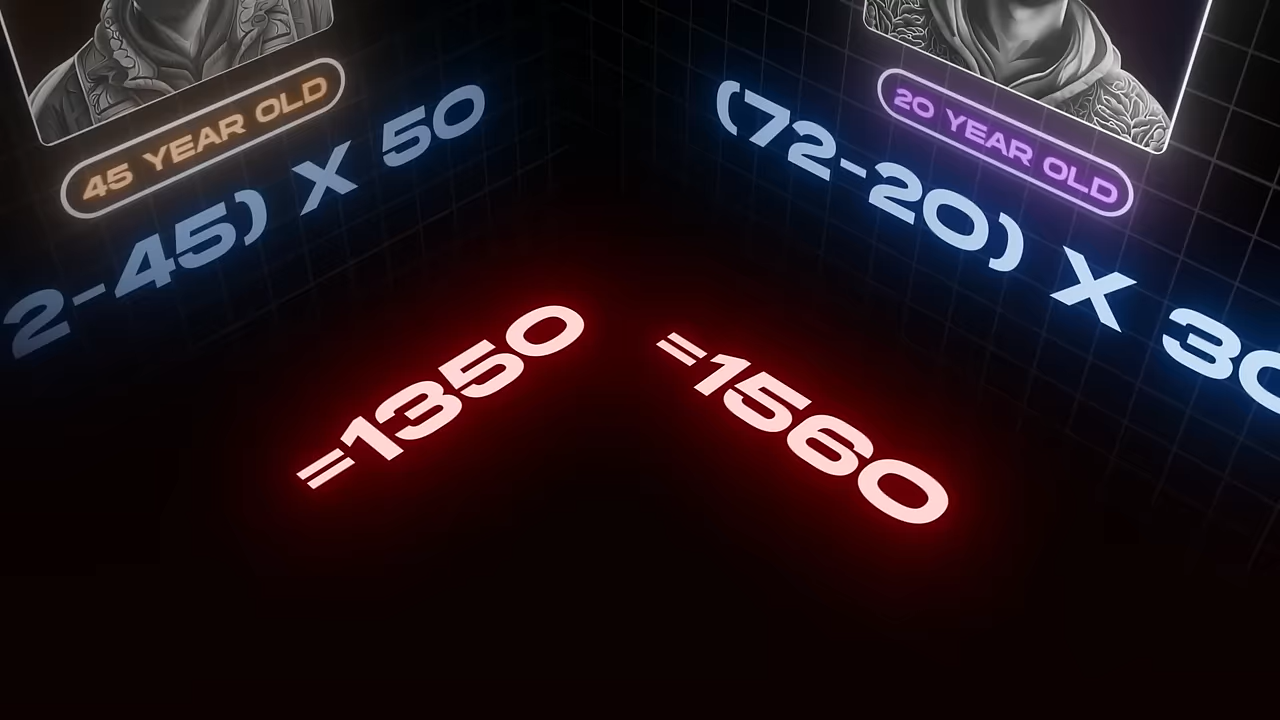 45 YEAR OLD
2-45) X 50
=1350
20 YEAR OLD
(72-20) X 30
=1560